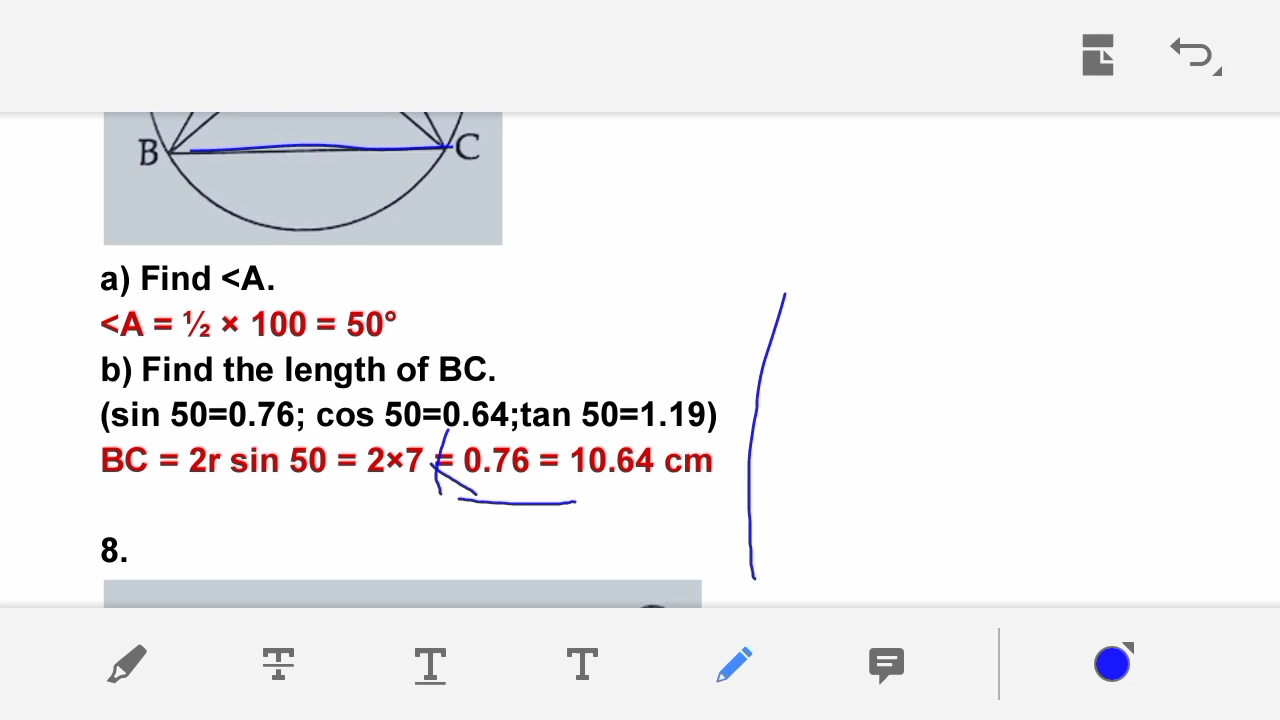 B C
a) Find <A.
<A = ½ × 100 = 50°
b) Find the length of BC.
(sin 50=0.76; cos 50=0.64;tan 50=1.19)
BC = 2r sin 50 = 2×7 = 0.76 = 10.64 cm
8.
T T T